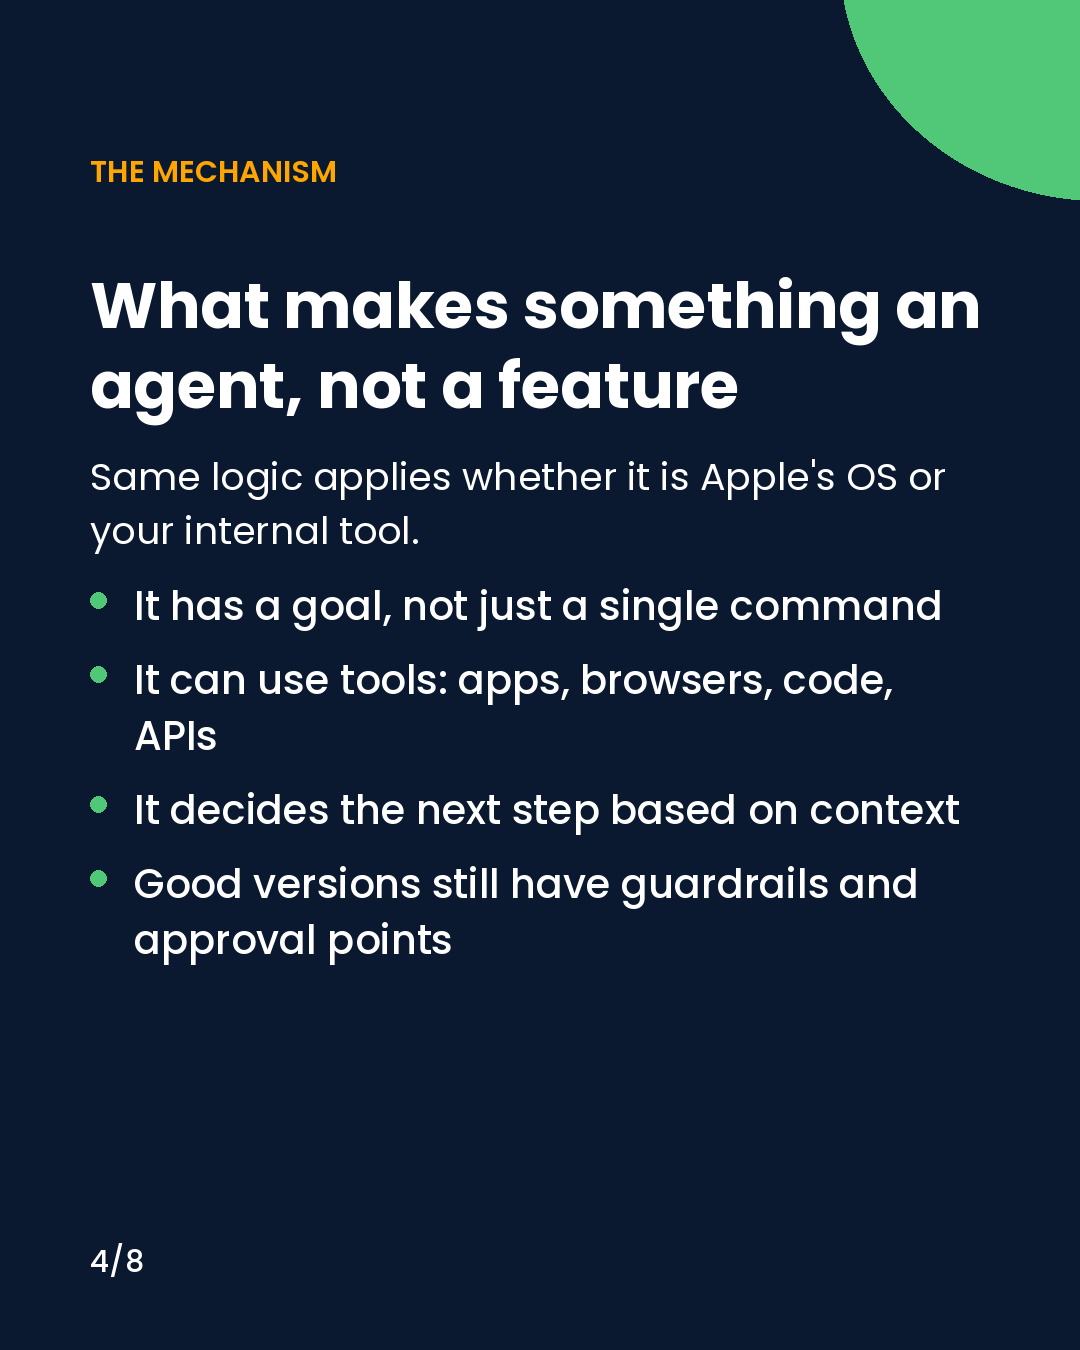 THE MECHANISM
What makes something an
agent, not a feature
Same logic applies whether it is Apple's OS or
your internal tool.
It has a goal, not just a single command
It can use tools: apps, browsers, code,
APIs
It decides the next step based on context
Good versions still have guardrails and
approval points
4/8